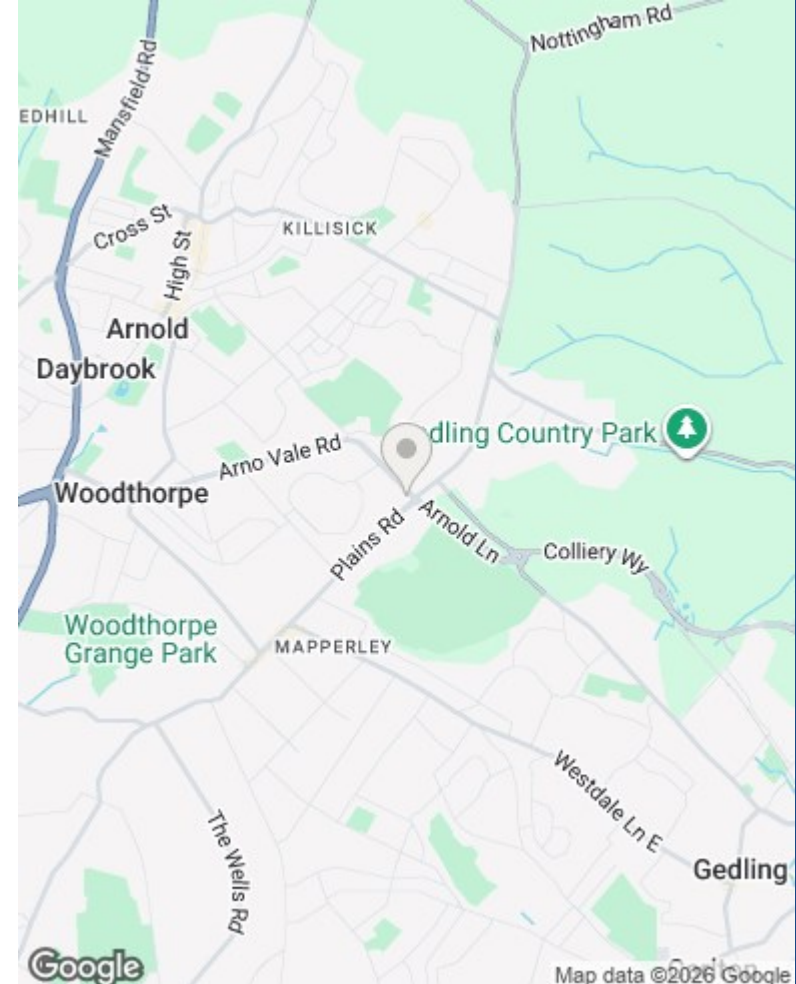 Nottingham Rd
EDHILL
Mansfield Rd
Cross St
High St
KILLISICK
Arnold
Daybrook
dling Country Park
Arno Vale Rd
Woodthorpe
Plains Rd
Arnold Ln
Colliery Wy
Woodthorpe
Grange Park
MAPPERLEY
Westdale Ln E
The Wells Rd
Gedling
Google
Map data ©2026 Google